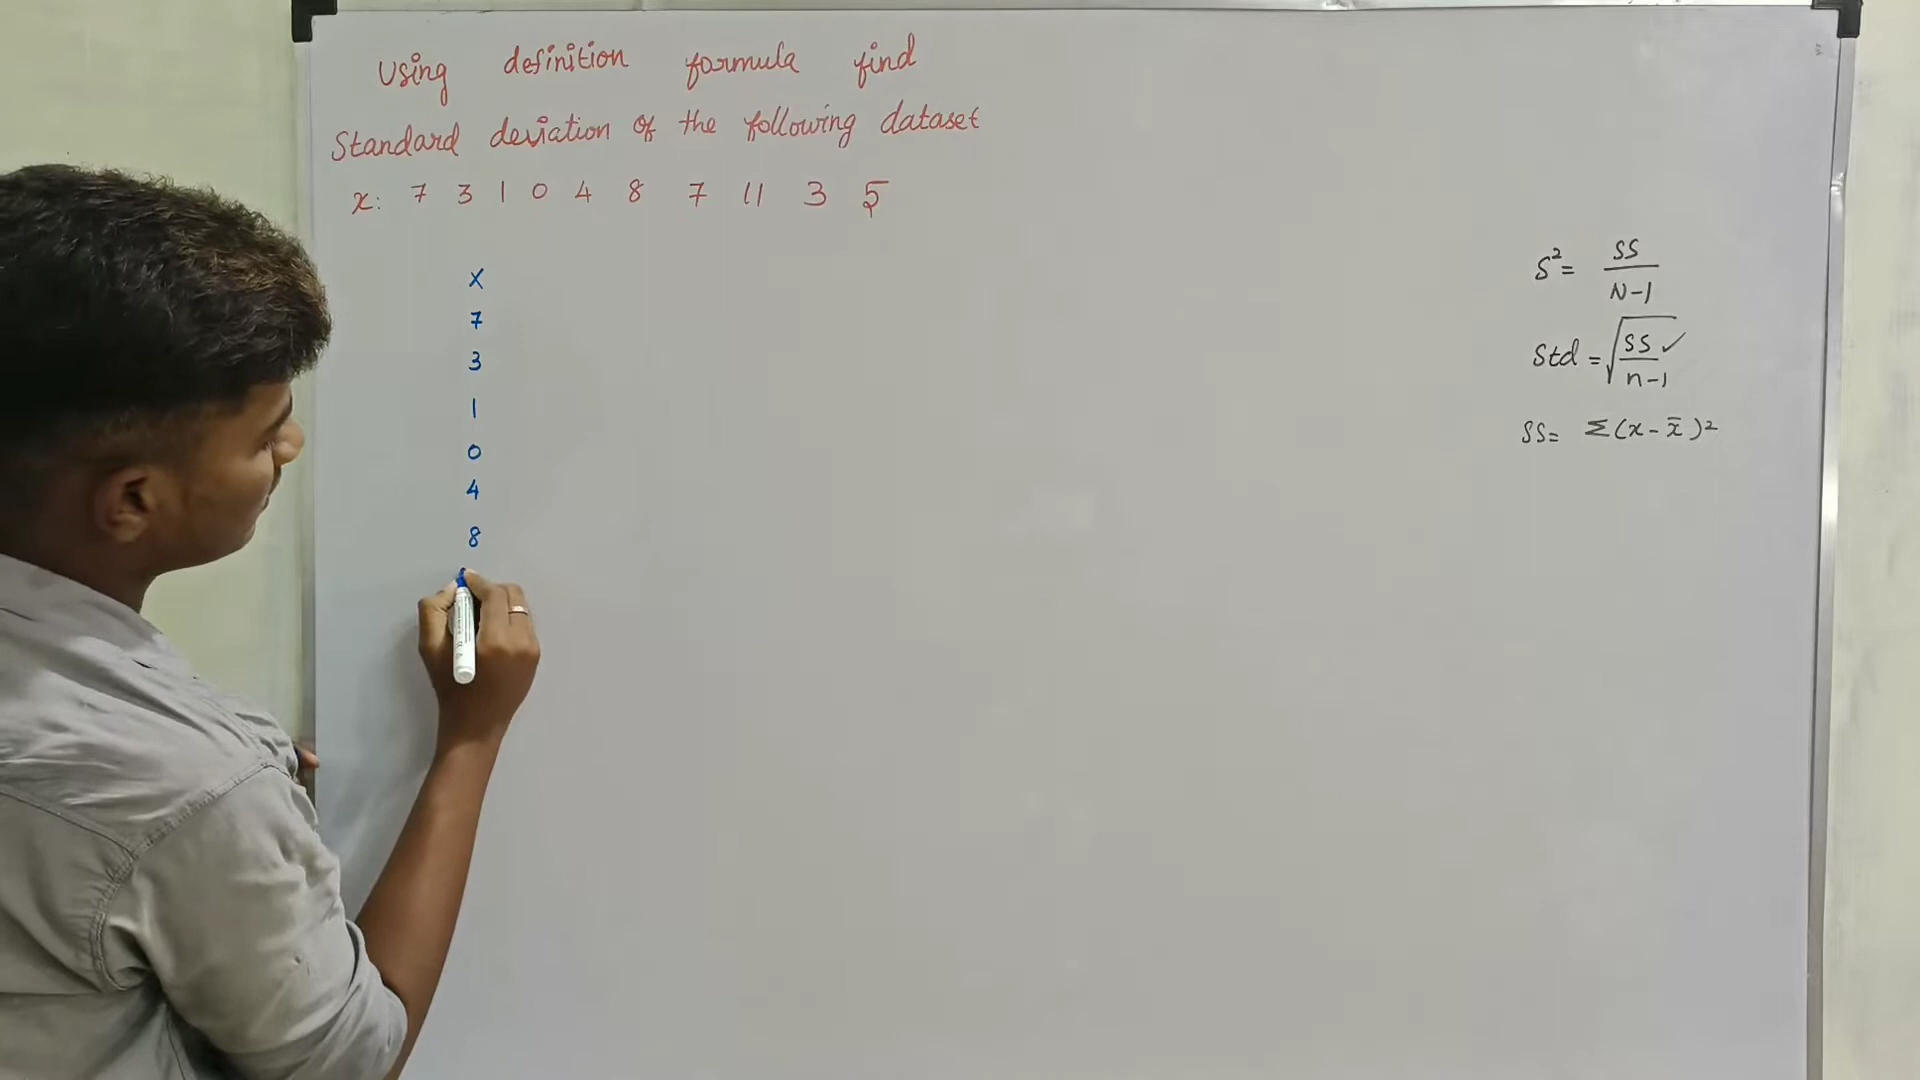 Using definition formula find
Standard deviation of the following dataset
x: 7 3 1 0 4 8 7 11 3 5
X
7
3
1
0
4
8
S² = SS / N-1
Std = √SS ✓ / n-1
SS = Σ(x - x̄)²